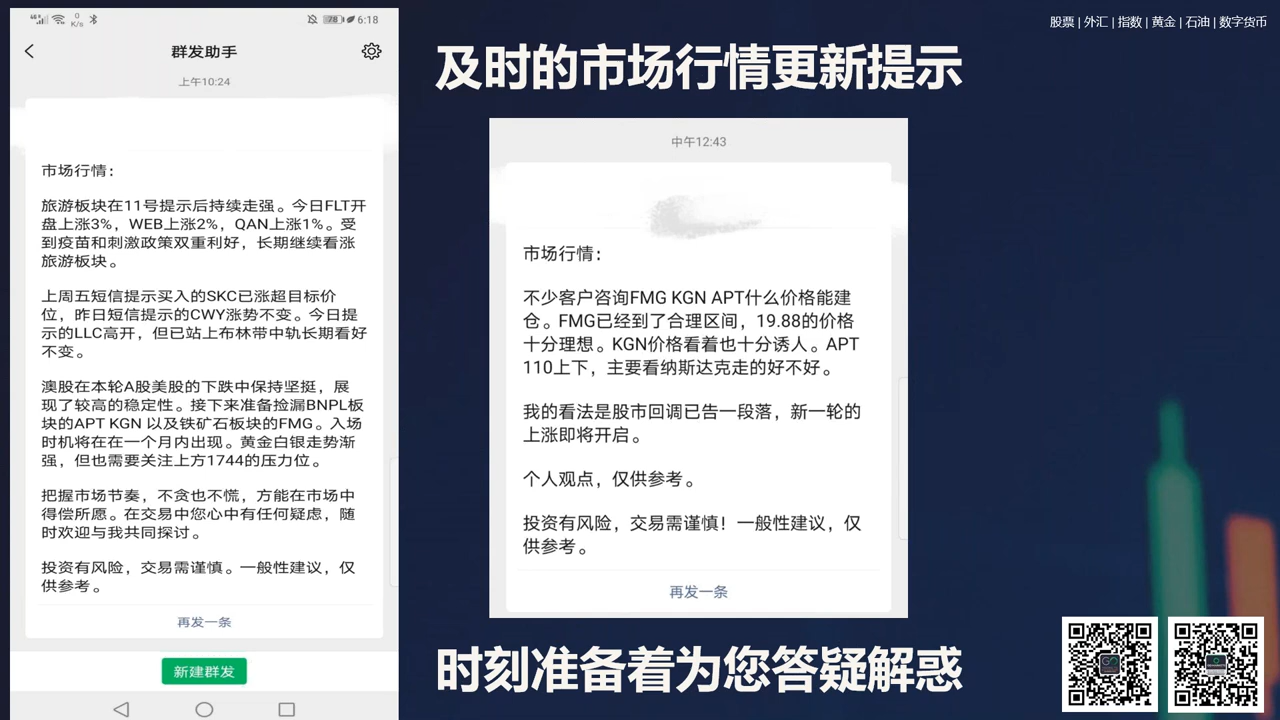 6:18
群发助手
上午10:24
市场行情：
旅游板块在11号提示后持续走强。今日FLT开
盘上涨3%，WEB上涨2%，QAN上涨1%。受
到疫苗和刺激政策双重利好，长期继续看涨
旅游板块。
上周五短信提示买入的SKC已涨超目标价
位，昨日短信提示的CWY涨势不变。今日提
示的LLC高开，但已站上布林带中轨长期看好
不变。
澳股在本轮A股美股的下跌中保持坚挺，展
现了较高的稳定性。接下来准备捡漏BNPL板
块的APT KGN 以及铁矿石板块的FMG。入场
时机将在在一个月内出现。黄金白银走势渐
强，但也需要关注上方1744的压力位。
把握市场节奏，不贪也不慌，方能在市场中
得偿所愿。在交易中您心中有任何疑虑，随
时欢迎与我共同探讨。
投资有风险，交易需谨慎。一般性建议，仅
供参考。
再发一条
新建群发
及时的市场行情更新提示
中午12:43
市场行情：
不少客户咨询FMG KGN APT什么价格能建
仓。FMG已经到了合理区间，19.88的价格
十分理想。KGN价格看着也十分诱人。APT
110上下，主要看纳斯达克走的好不好。
我的看法是股市回调已告一段落，新一轮的
上涨即将开启。
个人观点，仅供参考。
投资有风险，交易需谨慎！一般性建议，仅
供参考。
再发一条
时刻准备着为您答疑解惑
股票 | 外汇 | 指数 | 黄金 | 石油 | 数字货币